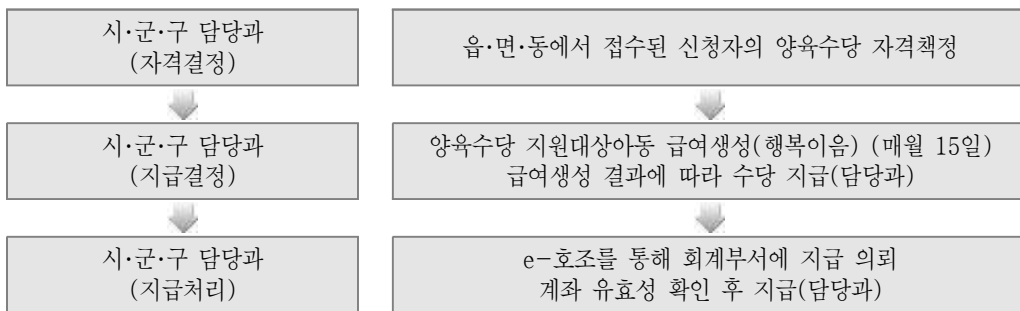 시·군·구 담당과
(자격결정)
읍·면·동에서 접수된 신청자의 양육수당 자격책정
시·군·구 담당과
(지급결정)
양육수당 지원대상아동 급여생성(행복이음) (매월 15일)
급여생성 결과에 따라 수당 지급(담당과)
시·군·구 담당과
(지급처리)
e-호조를 통해 회계부서에 지급 의뢰
계좌 유효성 확인 후 지급(담당과)